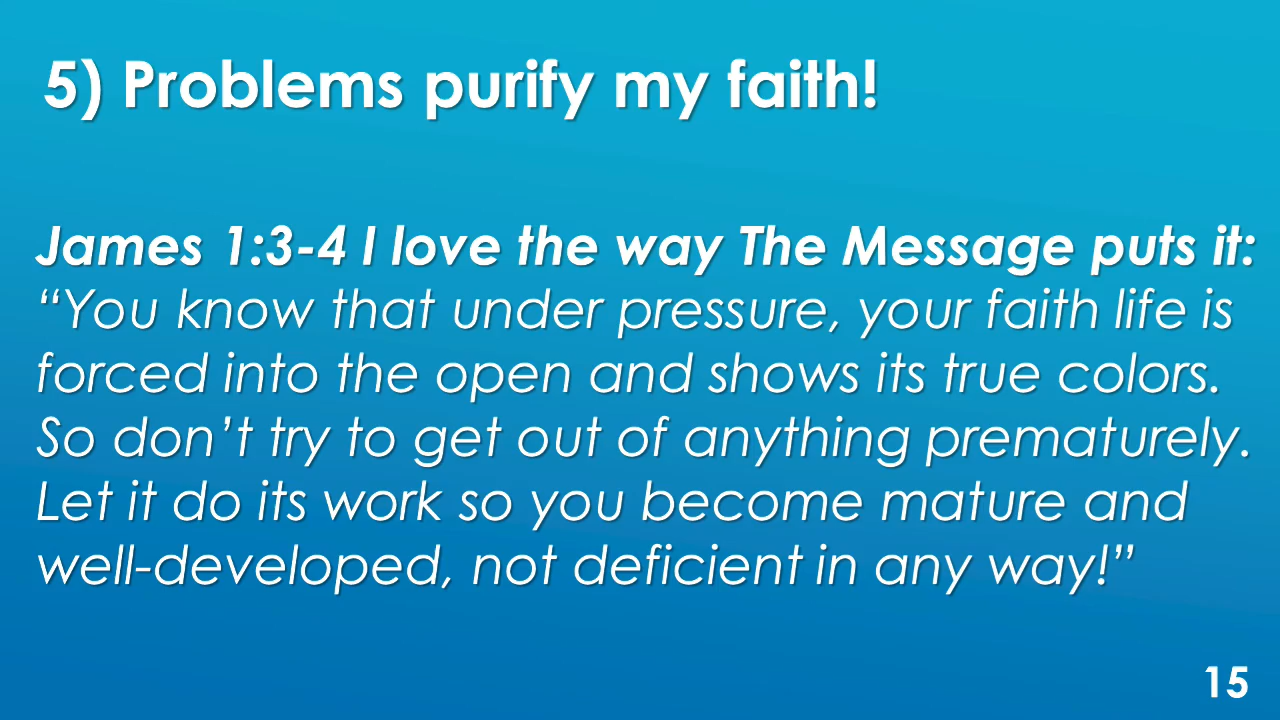 5) Problems purify my faith!
James 1:3-4 I love the way The Message puts it:
“You know that under pressure, your faith life is
forced into the open and shows its true colors.
So don’t try to get out of anything prematurely.
Let it do its work so you become mature and
well-developed, not deficient in any way!”
15